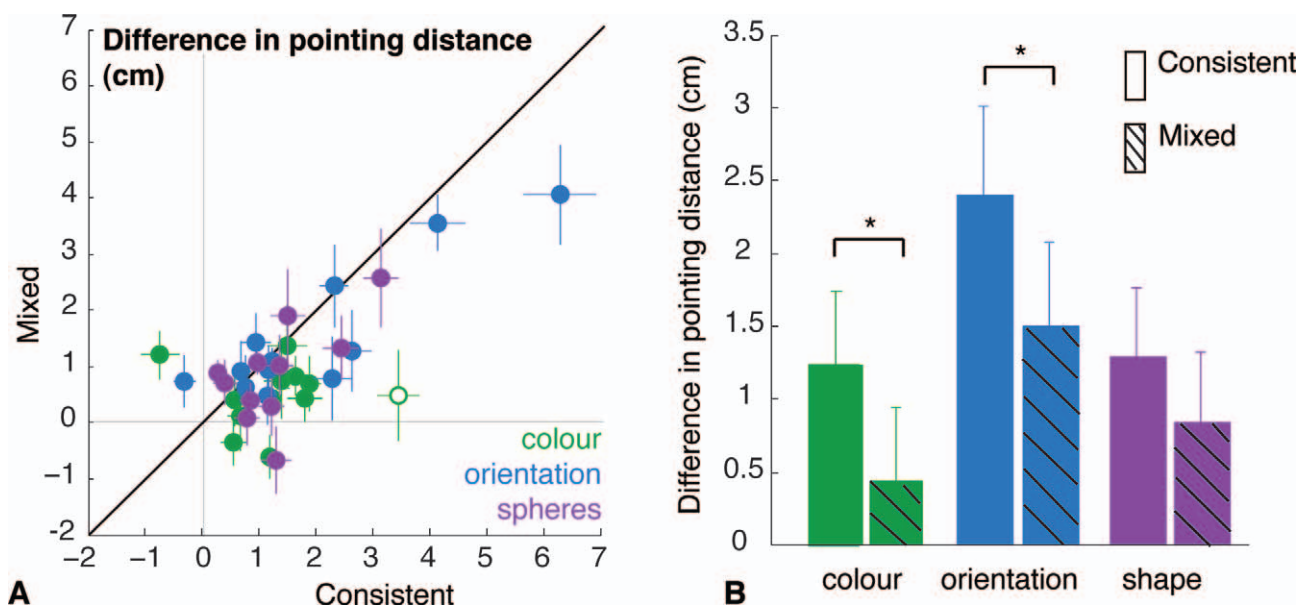 Difference in pointing distance
(cm)
7
6
5
4
3
2
1
0
−1
-2
Mixed
−2
−1
0
1
2
3
4
5
6
7
Consistent
colour
orientation
spheres
A
3.5
3
2.5
2
1.5
1
0.5
0
Difference in pointing distance (cm)
*
*
Consistent
Mixed
colour
orientation
shape
B